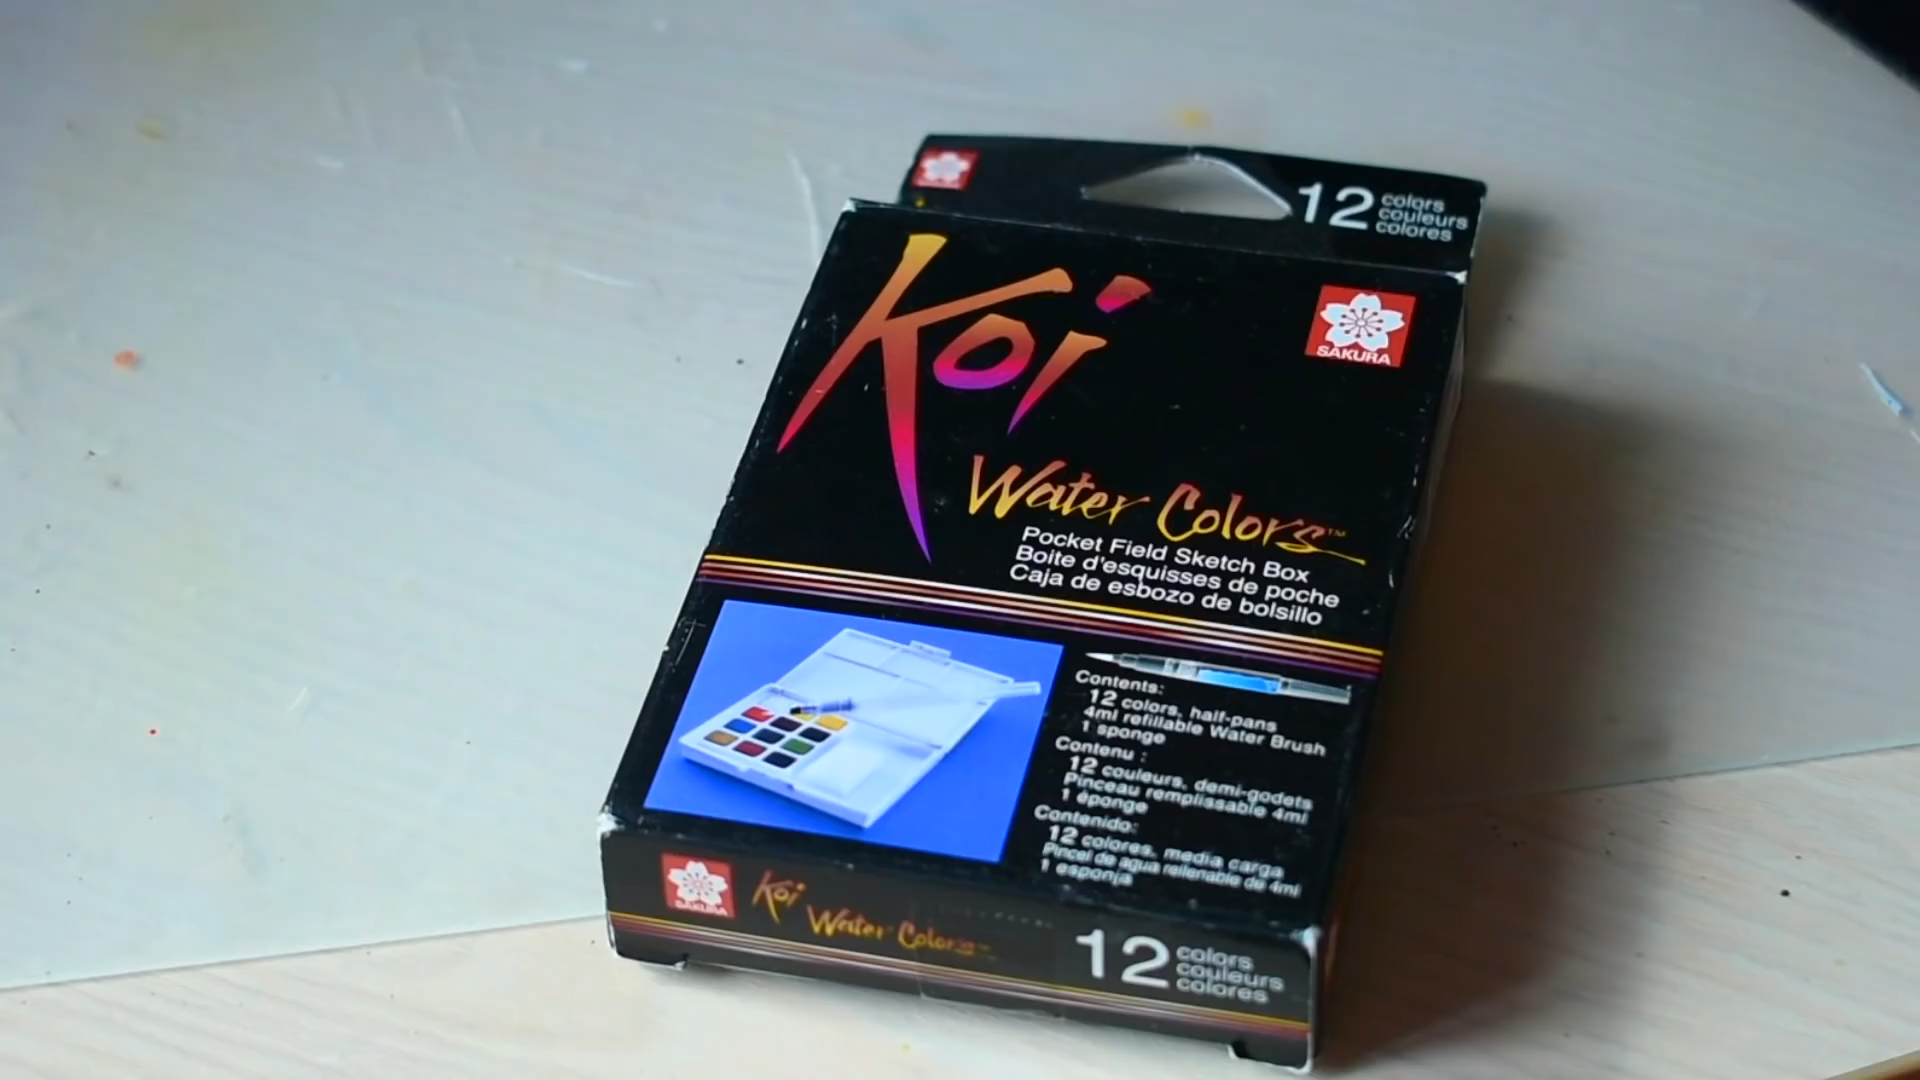 12 colors
couleurs
colores
Koi
SAKURA
Water Colors™
Pocket Field Sketch Box
Boite d'esquisses de poche
Caja de esbozo de bolsillo
Contents:
12 colors, half-pans
4ml refillable Water Brush
1 sponge
Contenu :
12 couleurs, demi-godets
Pinceau remplissable 4ml
1 éponge
Contenido:
12 colores, media carga
Pincel de agua rellenable de 4ml
1 esponja
SAKURA
Koi Water Colors™
12 colors
couleurs
colores